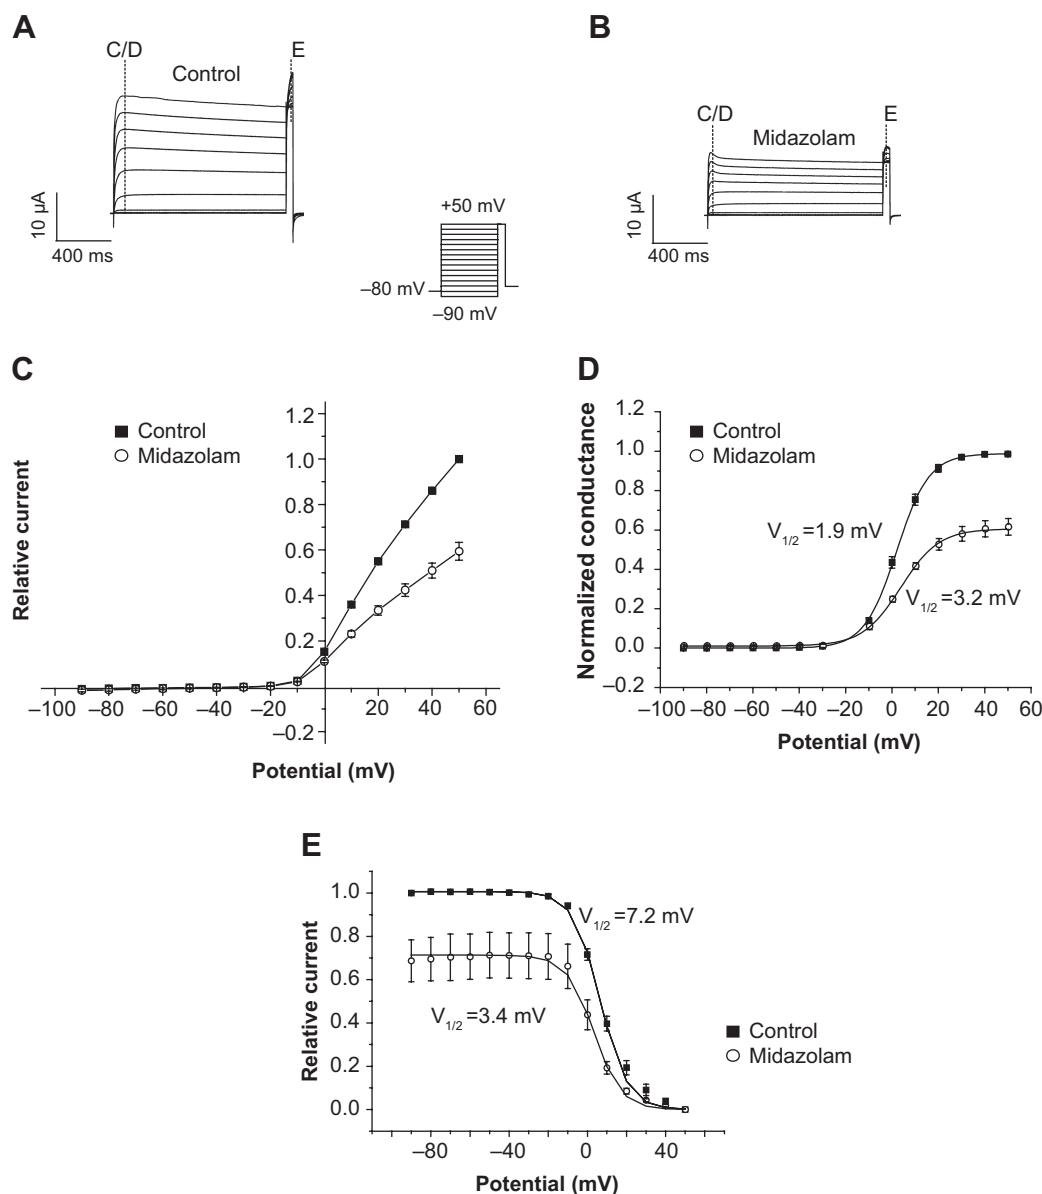 A
C/D
E
Control
10 µA
400 ms
+50 mV
–80 mV
–90 mV
B
C/D
E
Midazolam
10 µA
400 ms
C
Relative current
1.2
1.0
0.8
0.6
0.4
0.2
–0.2
Control
Midazolam
–100 –80 –60 –40 –20 20 40 60
Potential (mV)
D
Normalized conductance
1.2
1.0
0.8
0.6
0.4
0.2
0.0
–0.2
Control
Midazolam
V1/2 =1.9 mV
V1/2 =3.2 mV
–100 –80 –60 –40 –20 0 20 40 60
Potential (mV)
E
Relative current
1.0
0.8
0.6
0.4
0.2
0.0
V1/2 =7.2 mV
V1/2 =3.4 mV
Control
Midazolam
–80 –40 0 40
Potential (mV)